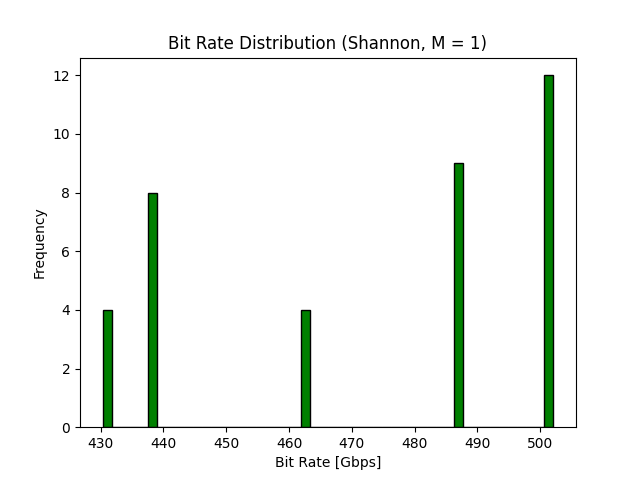 Bit Rate Distribution (Shannon, M = 1)
12
10
8
6
4
2
0
Frequency
430 440 450 460 470 480 490 500
Bit Rate [Gbps]